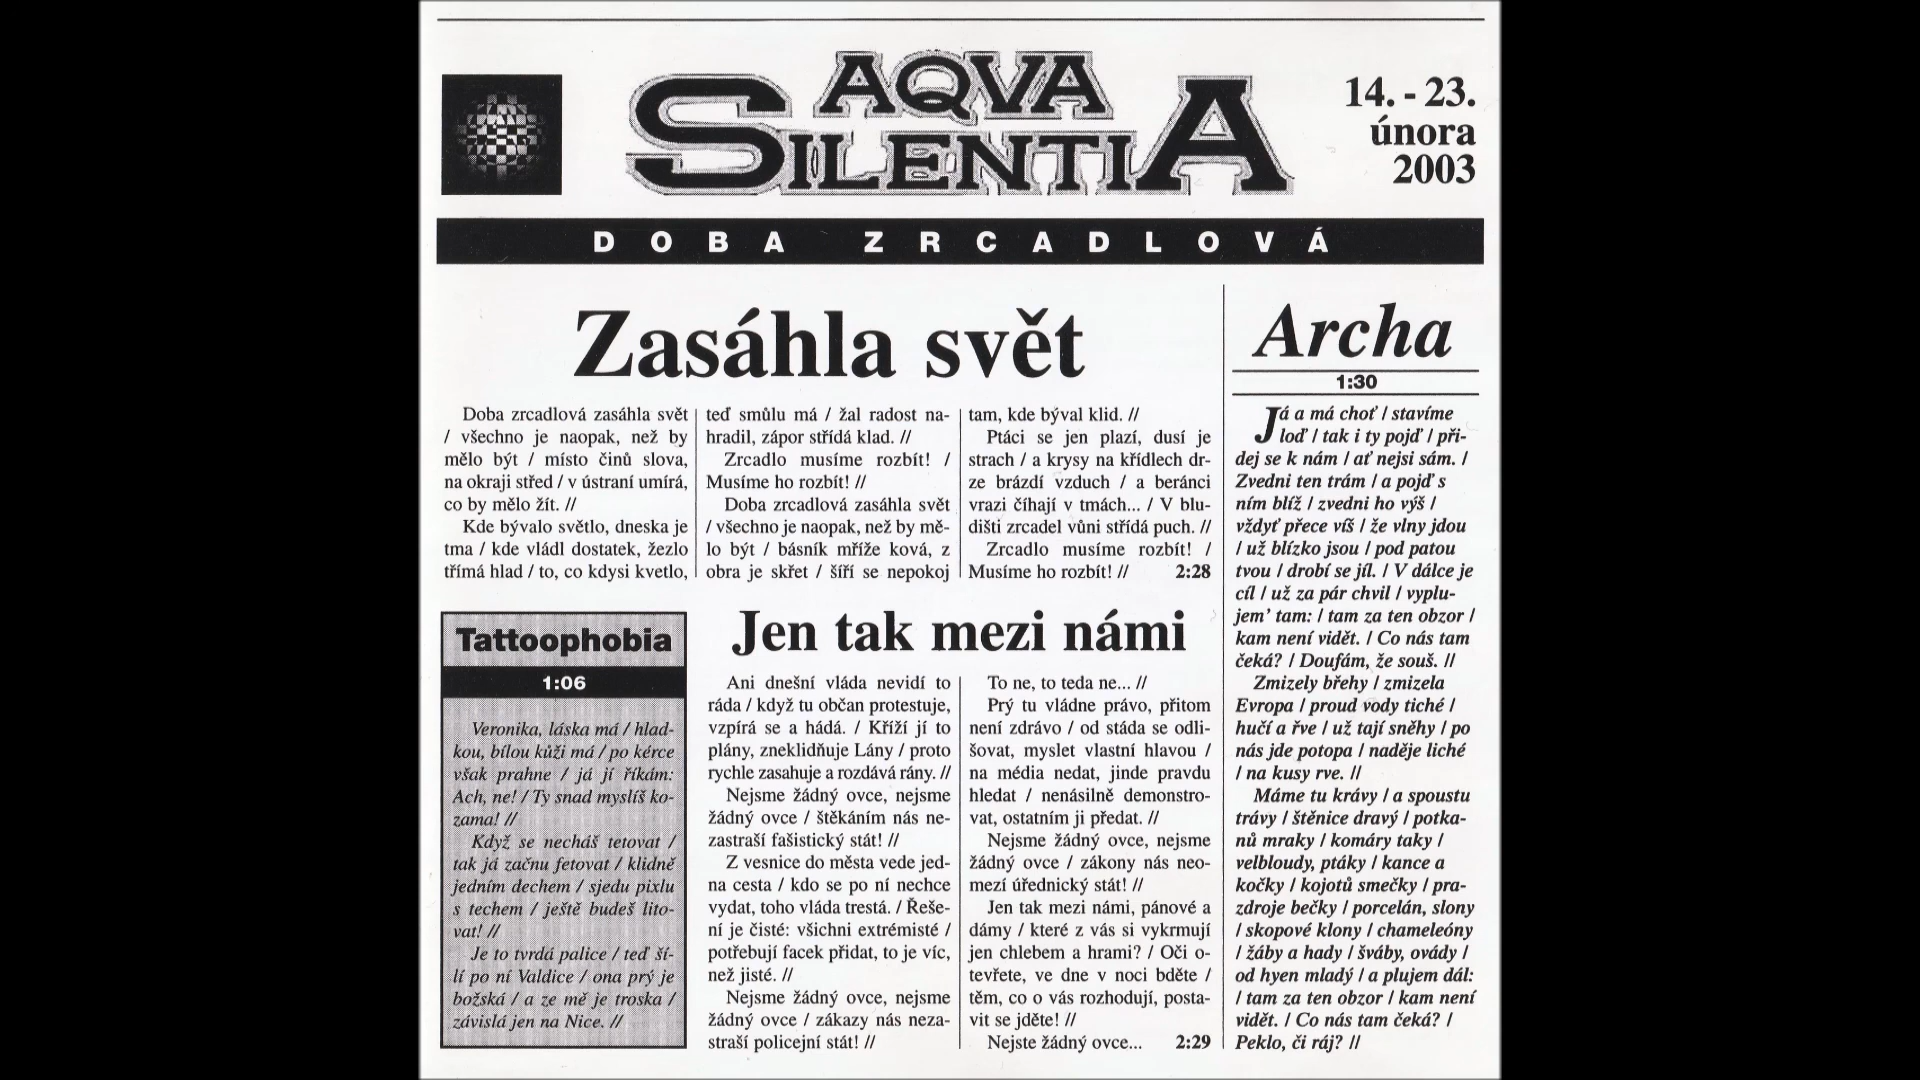 AQVA
SILENTIA
14. - 23.
února
2003
DOBA ZRCADLOVÁ
Zasáhla svět
Doba zrcadlová zasáhla svět
/ všechno je naopak, než by
mělo být / místo činů slova,
na okraji střed / v ústraní umírá,
co by mělo žít. //
Kde bývalo světlo, dneska je
tma / kde vládl dostatek, žezlo
třímá hlad / to, co kdysi kvetlo,
teď smůlu má / žal radost na-
hradil, zápor střídá klad. //
Zrcadlo musíme rozbít! /
Musíme ho rozbít! //
Doba zrcadlová zasáhla svět
/ všechno je naopak, než by mě-
lo být / básník mříže ková, z
obra je skřet / šíří se nepokoj
tam, kde býval klid. //
Ptáci se jen plazí, dusí je
strach / a krysy na křídlech dr-
ze brázdí vzduch / a beránci
vrazi číhají v tmách... / V blu-
dišti zrcadel vůni střídá puch. //
Zrcadlo musíme rozbít! /
Musíme ho rozbít! // 2:28
Archa
1:30
Já a má choť / stavíme
loď / tak i ty pojď / při-
dej se k nám / ať nejsi sám. /
Zvedni ten trám / a pojď s
ním blíž / zvedni ho výš /
vždyť přece víš / že vlny jdou
/ už blízko jsou / pod patou
tvou / drobí se jíl. / V dálce je
cíl / už za pár chvil / vyplu-
jem' tam: / tam za ten obzor /
kam není vidět. / Co nás tam
čeká? / Doufám, že souš. //
Zmizely břehy / zmizela
Evropa / proud vody tiché /
hučí a řve / už tají sněhy / po
nás jde potopa / naděje liché
/ na kusy rve. //
Máme tu krávy / a spoustu
trávy / štěnice dravý / potka-
nů mraky / komáry taky /
velbloudy, ptáky / kance a
kočky / kojotů smečky / pra-
zdroje bečky / porcelán, slony
/ skopové klony / chameleóny
/ žáby a hady / šváby, ovády /
od hyen mladý / a plujem dál:
/ tam za ten obzor / kam není
vidět. / Co nás tam čeká? /
Peklo, či ráj? //
Tattoophobia
1:06
Veronika, láska má / hlad-
kou, bílou kůži má / po kérce
však prahne / já jí říkám:
Ach, ne! / Ty snad myslíš ko-
zama! //
Když se necháš tetovat /
tak já začnu fetovat / klidně
jedním dechem / sjedu pixlu
s techem / ještě budeš lito-
vat! //
Je to tvrdá palice / teď ší-
lí po ní Valdice / ona prý je
božská / a ze mě je troska /
závislá jen na Nice. //
Jen tak mezi námi
Ani dnešní vláda nevidí to
ráda / když tu občan protestuje,
vzpírá se a hádá. / Kříží jí to
plány, zneklidňuje Lány / proto
rychle zasahuje a rozdává rány. //
Nejsme žádný ovce, nejsme
žádný ovce / štěkáním nás ne-
zastraší fašistický stát! //
Z vesnice do města vede jed-
na cesta / kdo se po ní nechce
vydat, toho vláda trestá. / Řeše-
ní je čisté: všichni extrémisté /
potřebují facek přidat, to je víc,
než jisté. //
Nejsme žádný ovce, nejsme
žádný ovce / zákazy nás neza-
straší policejní stát! //
To ne, to teda ne... //
Prý tu vládne právo, přitom
není zdrávo / od stáda se odli-
šovat, myslet vlastní hlavou /
na média nedat, jinde pravdu
hledat / nenásilně demonstro-
vat, ostatním ji předat. //
Nejsme žádný ovce, nejsme
žádný ovce / zákony nás neo-
mezí úřednický stát! //
Jen tak mezi námi, pánové a
dámy / které z vás si vykrmují
jen chlebem a hrami? / Oči o-
tevřete, ve dne v noci bděte /
těm, co o vás rozhodují, posta-
vit se jděte! //
Nejste žádný ovce... 2:29